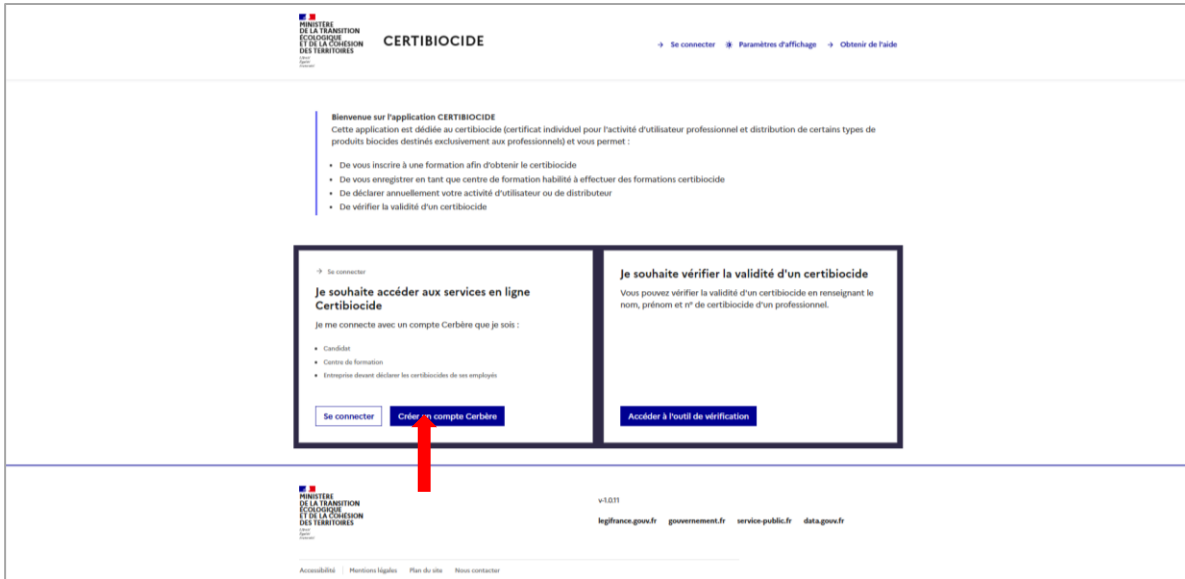 MINISTÈRE
DE LA TRANSITION
ÉCOLOGIQUE
ET DE LA COHÉSION
DES TERRITOIRES
CERTIBIOCIDE
Se connecter
Paramètres d'affichage
Obtenir de l'aide
Bienvenue sur l'application CERTIBIOCIDE
Cette application est dédiée au certibiocide (certificat individuel pour l'activité d'utilisateur professionnel et distribution de certains types de
produits biocides destinés exclusivement aux professionnels) et vous permet :
• De vous inscrire à une formation afin d'obtenir le certibiocide
• De vous enregistrer en tant que centre de formation habilité à effectuer des formations certibiocide
• De déclarer annuellement votre activité d'utilisateur ou de distributeur
• De vérifier la validité d'un certibiocide
Se connecter
Je souhaite accéder aux services en ligne
Certibiocide
Je me connecte avec un compte Cerbère que je sois :
• Candidat
• Centre de formation
• Entreprise devant déclarer les certibiocides de ses employés
Se connecter
Créer un compte Cerbère
Je souhaite vérifier la validité d'un certibiocide
Vous pouvez vérifier la validité d'un certibiocide en renseignant le
nom, prénom et n° de certibiocide d'un professionnel.
Accéder à l'outil de vérification
MINISTÈRE
DE LA TRANSITION
ÉCOLOGIQUE
ET DE LA COHÉSION
DES TERRITOIRES
v-1.0.11
legifrance.gouv.fr gouvernement.fr service-public.fr data.gouv.fr
Accessibilité Mentions légales Plan du site Nous contacter